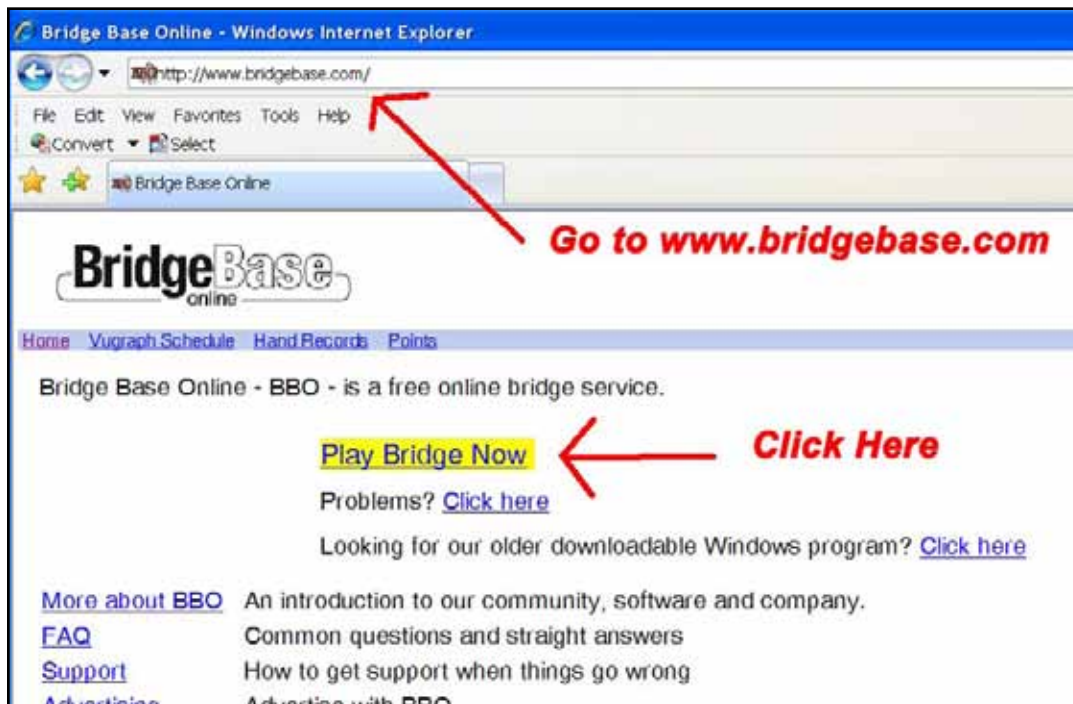 Bridge Base Online - Windows Internet Explorer
http://www.bridgebase.com/
File Edit View Favorites Tools Help
Convert Select
Bridge Base Online
Go to www.bridgebase.com
BridgeBase
online
Home Vugraph Schedule Hand Records Points
Bridge Base Online - BBO - is a free online bridge service.
Play Bridge Now
Click Here
Problems? Click here
Looking for our older downloadable Windows program? Click here
More about BBO An introduction to our community, software and company.
FAQ Common questions and straight answers
Support How to get support when things go wrong
Advertising Advertise with BBO